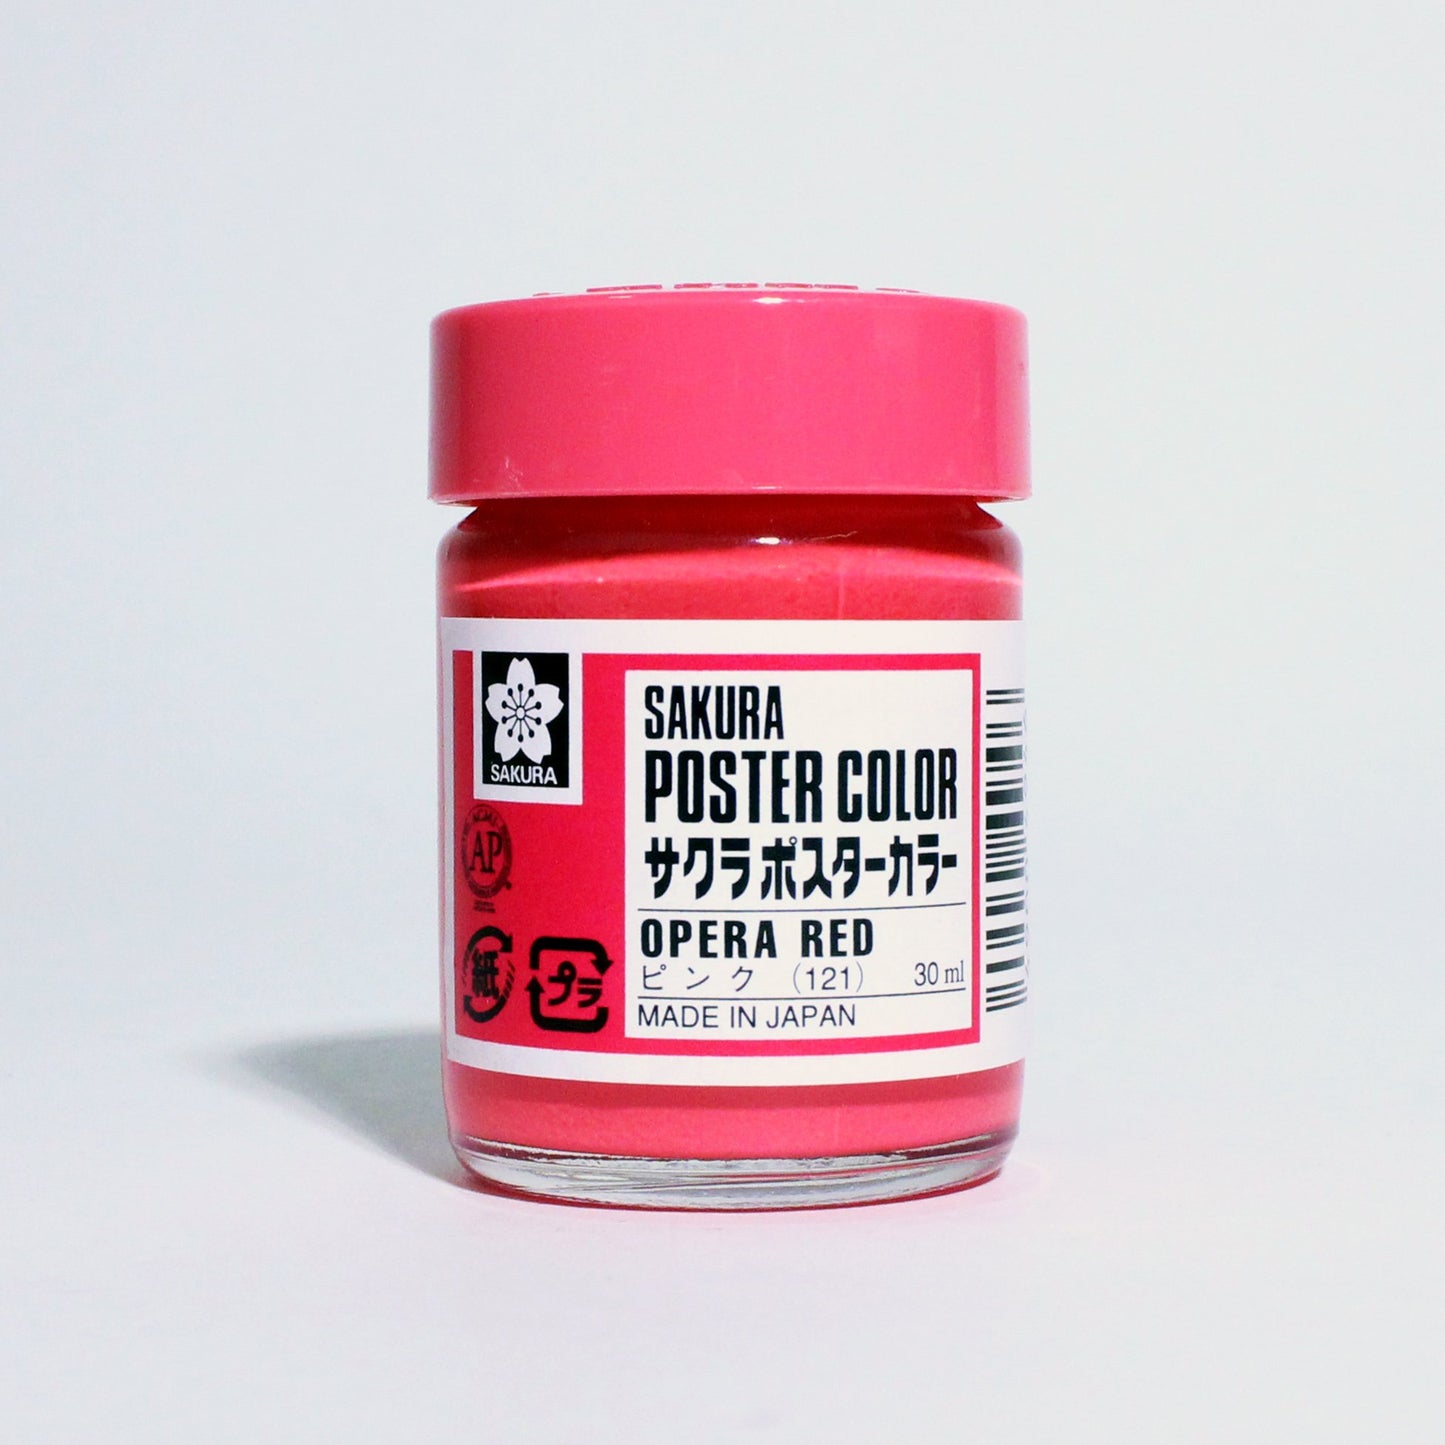 SAKURA
AP
紙
プラ
SAKURA
POSTER COLOR
サクラ ポスターカラー
OPERA RED
ピンク (121) 30 ml
MADE IN JAPAN